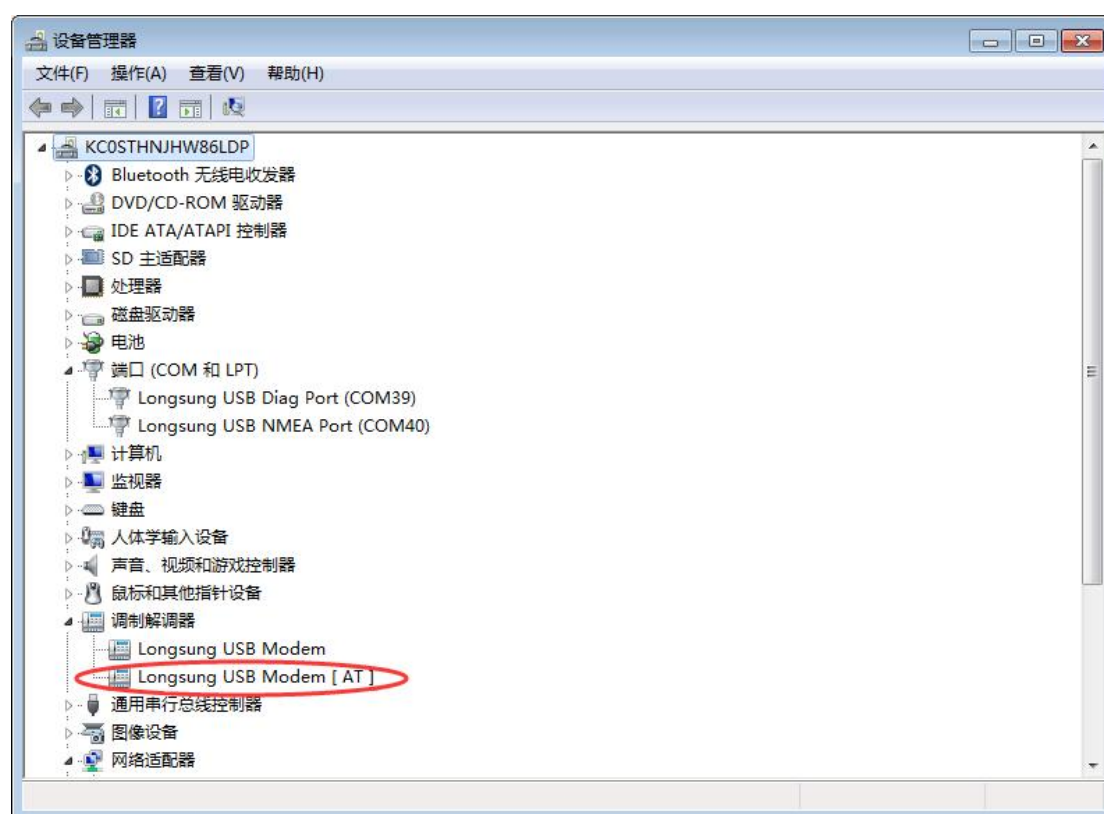 设备管理器
文件(F) 操作(A) 查看(V) 帮助(H)
KC0STHNJHW86LDP
Bluetooth 无线电收发器
DVD/CD-ROM 驱动器
IDE ATA/ATAPI 控制器
SD 主适配器
处理器
磁盘驱动器
电池
端口 (COM 和 LPT)
Longsung USB Diag Port (COM39)
Longsung USB NMEA Port (COM40)
计算机
监视器
键盘
人体学输入设备
声音、视频和游戏控制器
鼠标和其他指针设备
调制解调器
Longsung USB Modem
Longsung USB Modem [ AT ]
通用串行总线控制器
图像设备
网络适配器